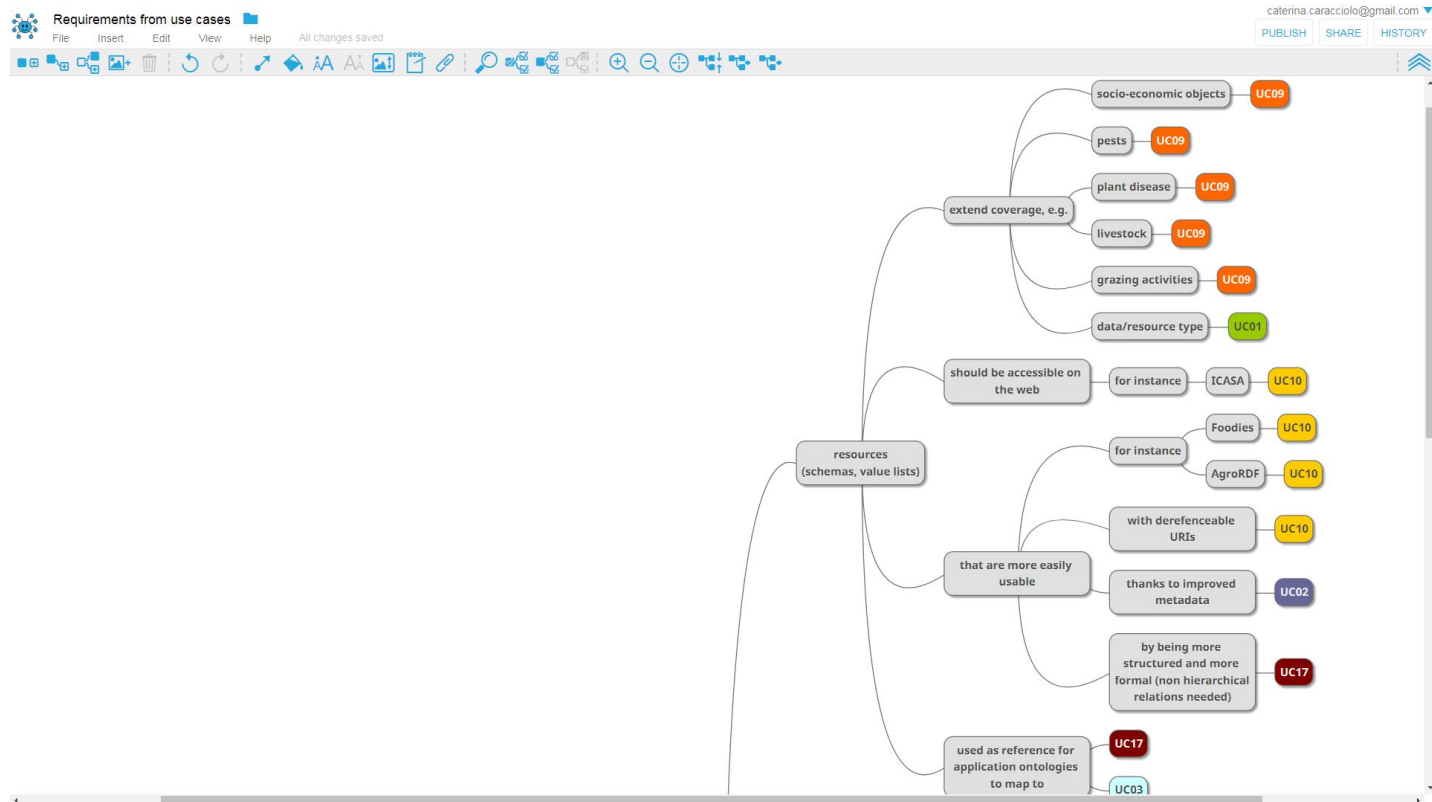 Requirements from use cases
caterina.caracciolo@gmail.com
File Insert Edit View Help All changes saved
PUBLISH SHARE HISTORY
socio-economic objects UC09
pests UC09
plant disease UC09
extend coverage, e.g.
livestock UC09
grazing activities UC09
data/resource type UC01
should be accessible on
the web
for instance ICASA UC10
resources
(schemas, value lists)
for instance
Foodies UC10
AgroRDF UC10
with derefenceable
URIs
UC10
that are more easily
usable
thanks to improved
metadata
UC02
by being more
structured and more
formal (non hierarchical
relations needed)
UC17
used as reference for
application ontologies
to map to
UC17
UC03